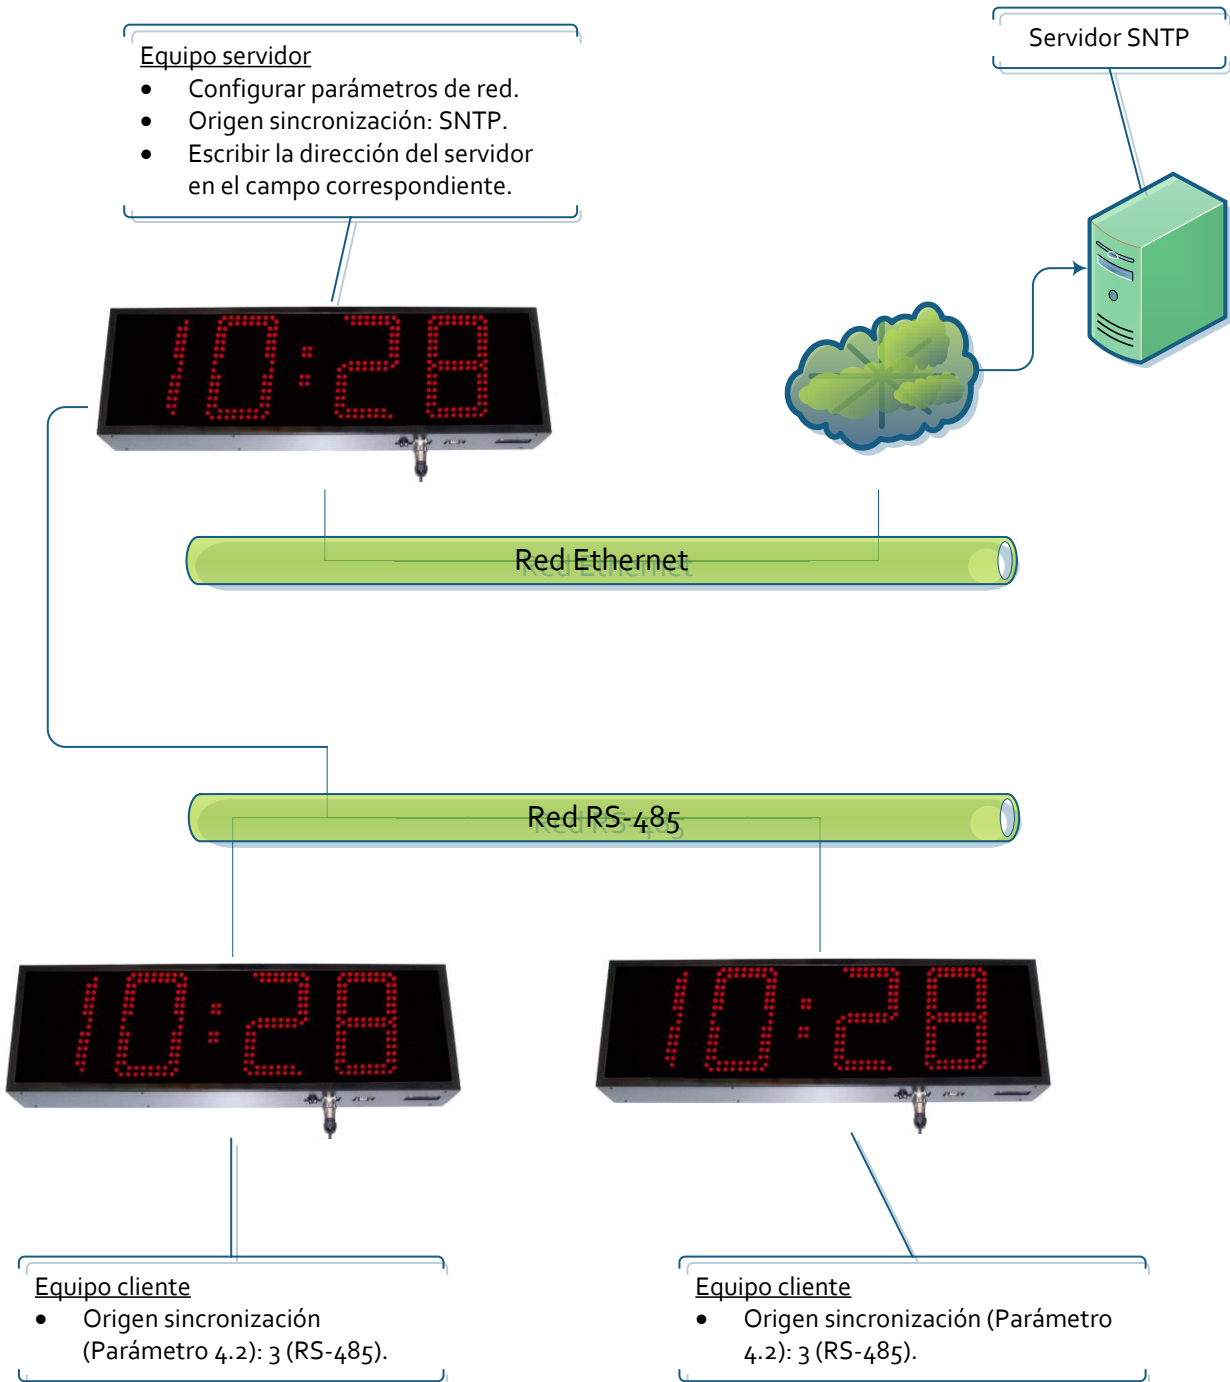 Servidor SNTP
Equipo servidor
• Configurar parámetros de red.
• Origen sincronización: SNTP.
• Escribir la dirección del servidor
en el campo correspondiente.
10:28
Red Ethernet
Red RS-485
10:28
10:28
Equipo cliente
• Origen sincronización
(Parámetro 4.2): 3 (RS-485).
Equipo cliente
• Origen sincronización (Parámetro
4.2): 3 (RS-485).